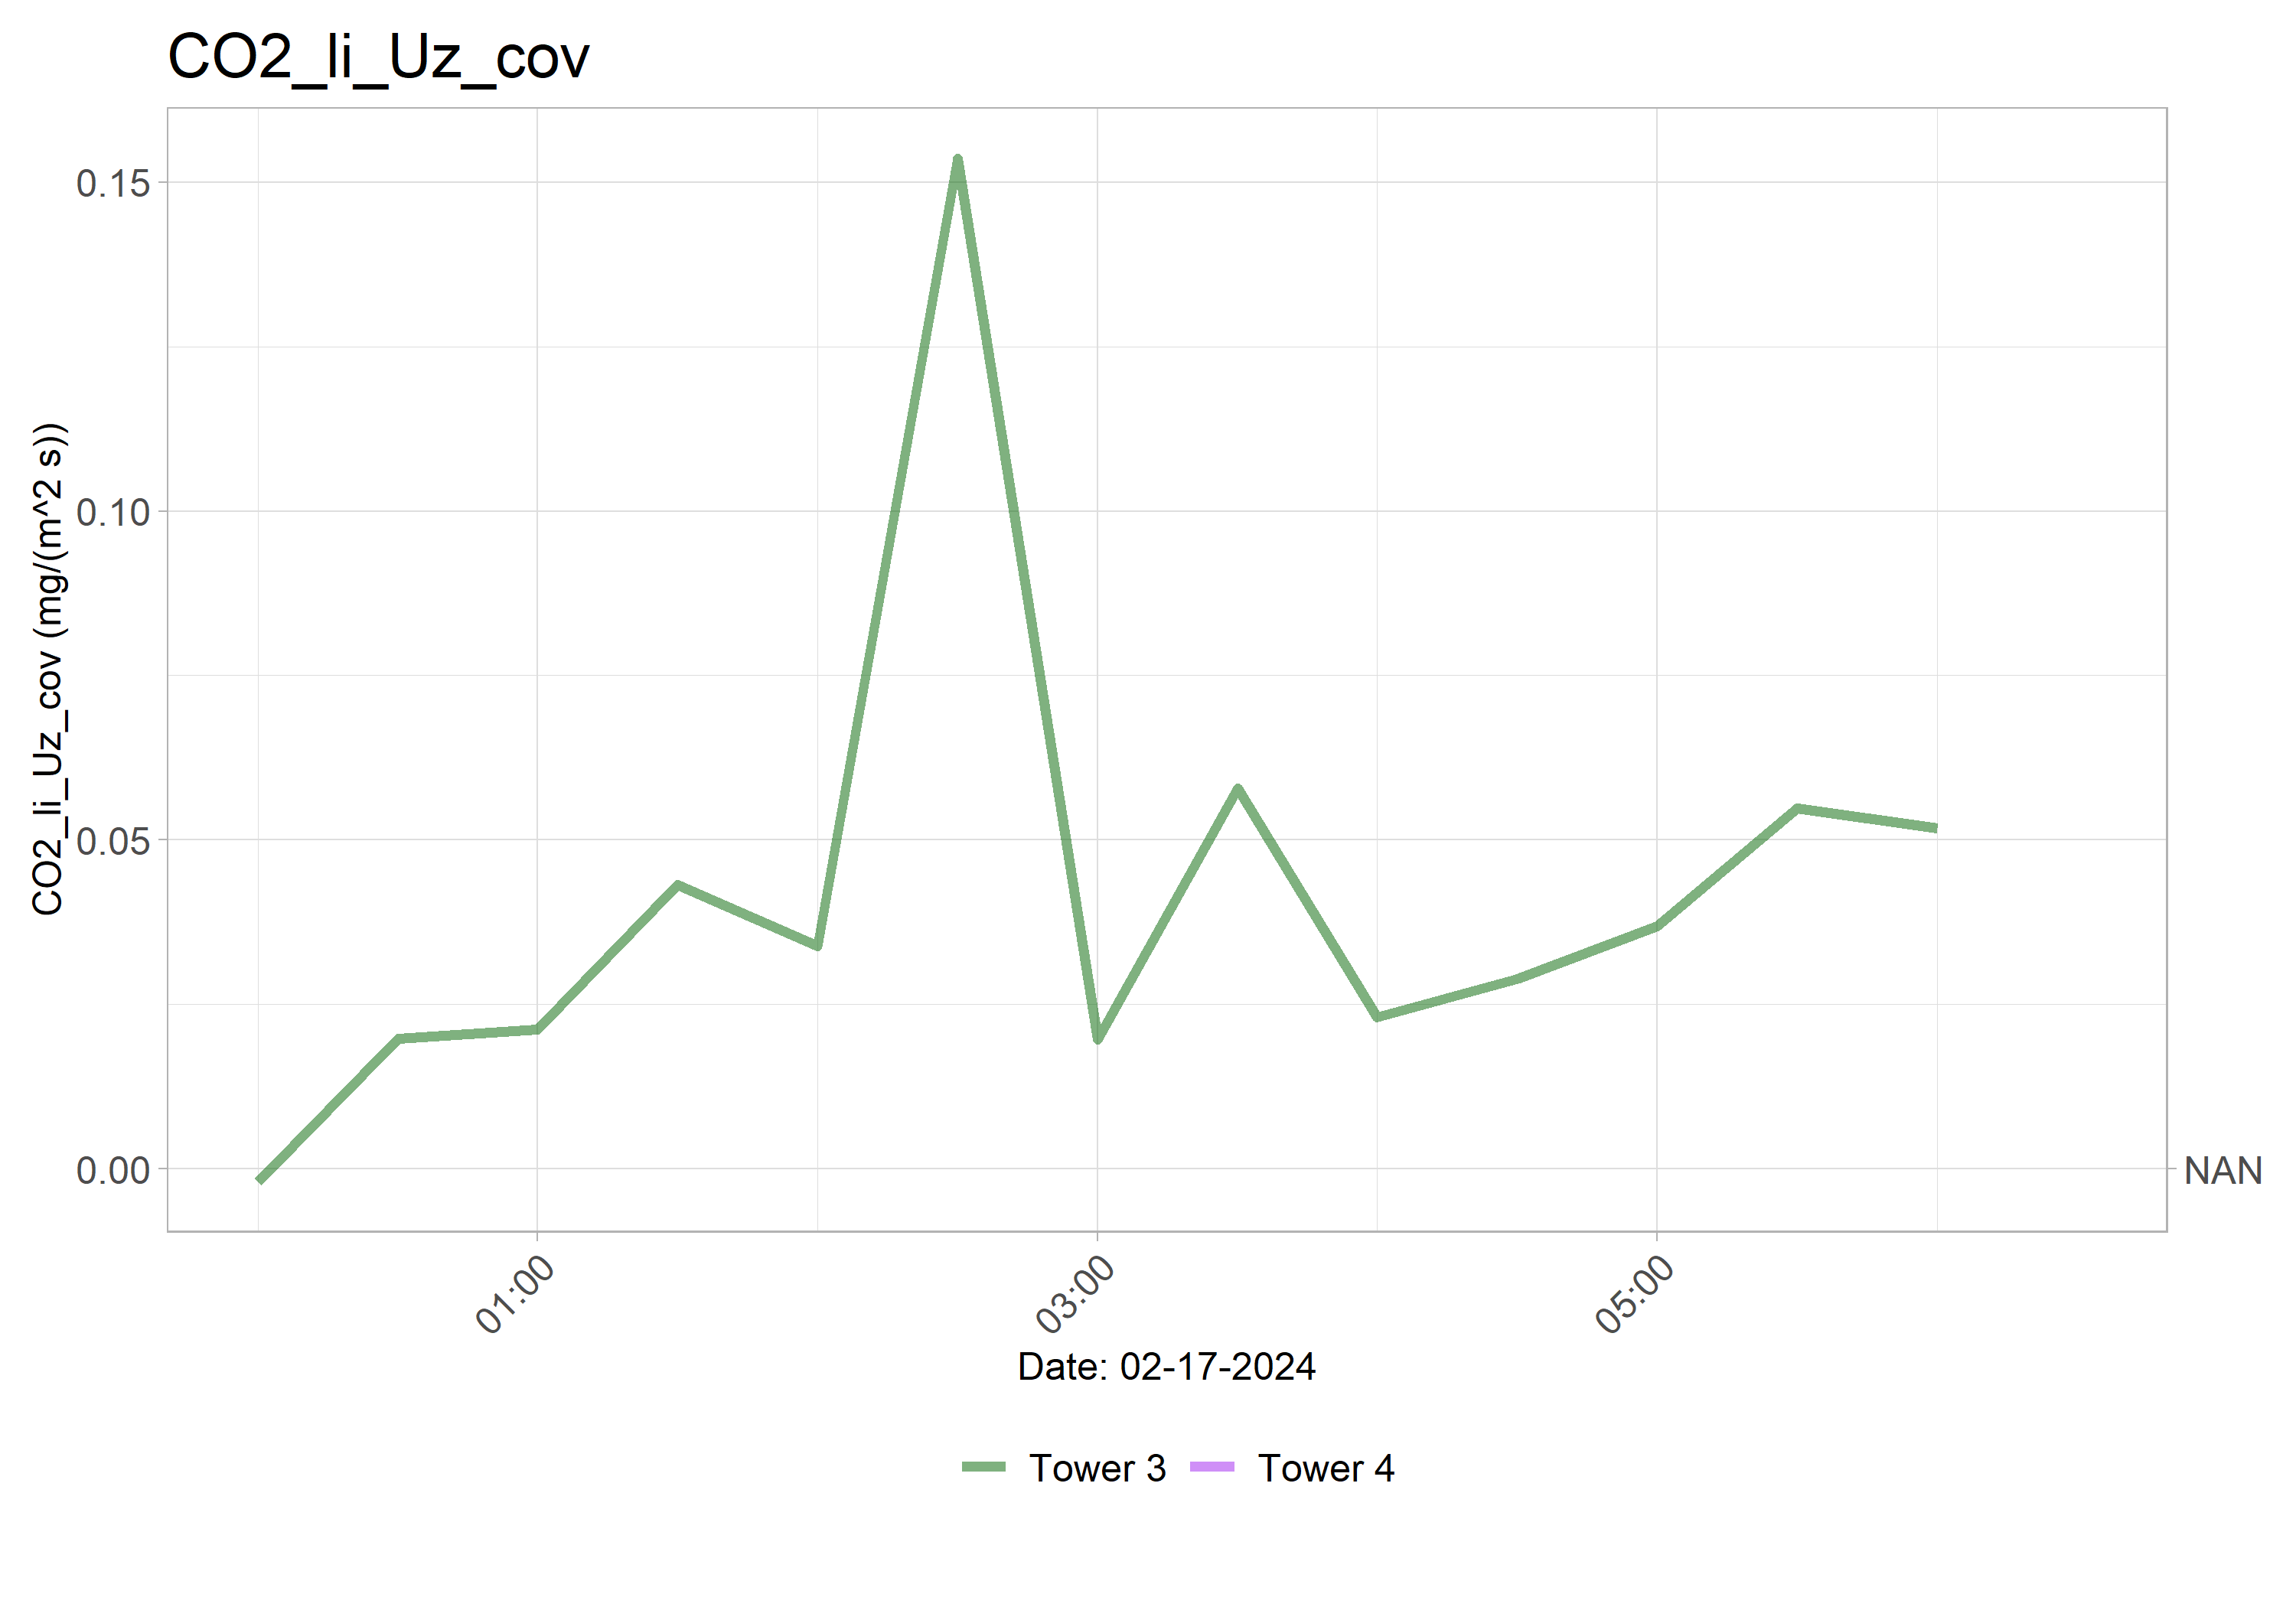 CO2_li_Uz_cov
CO2_li_Uz_cov (mg/(m^2 s))
0.15
0.10
0.05
0.00
NAN
01:00
03:00
05:00
Date: 02-17-2024
Tower 3
Tower 4